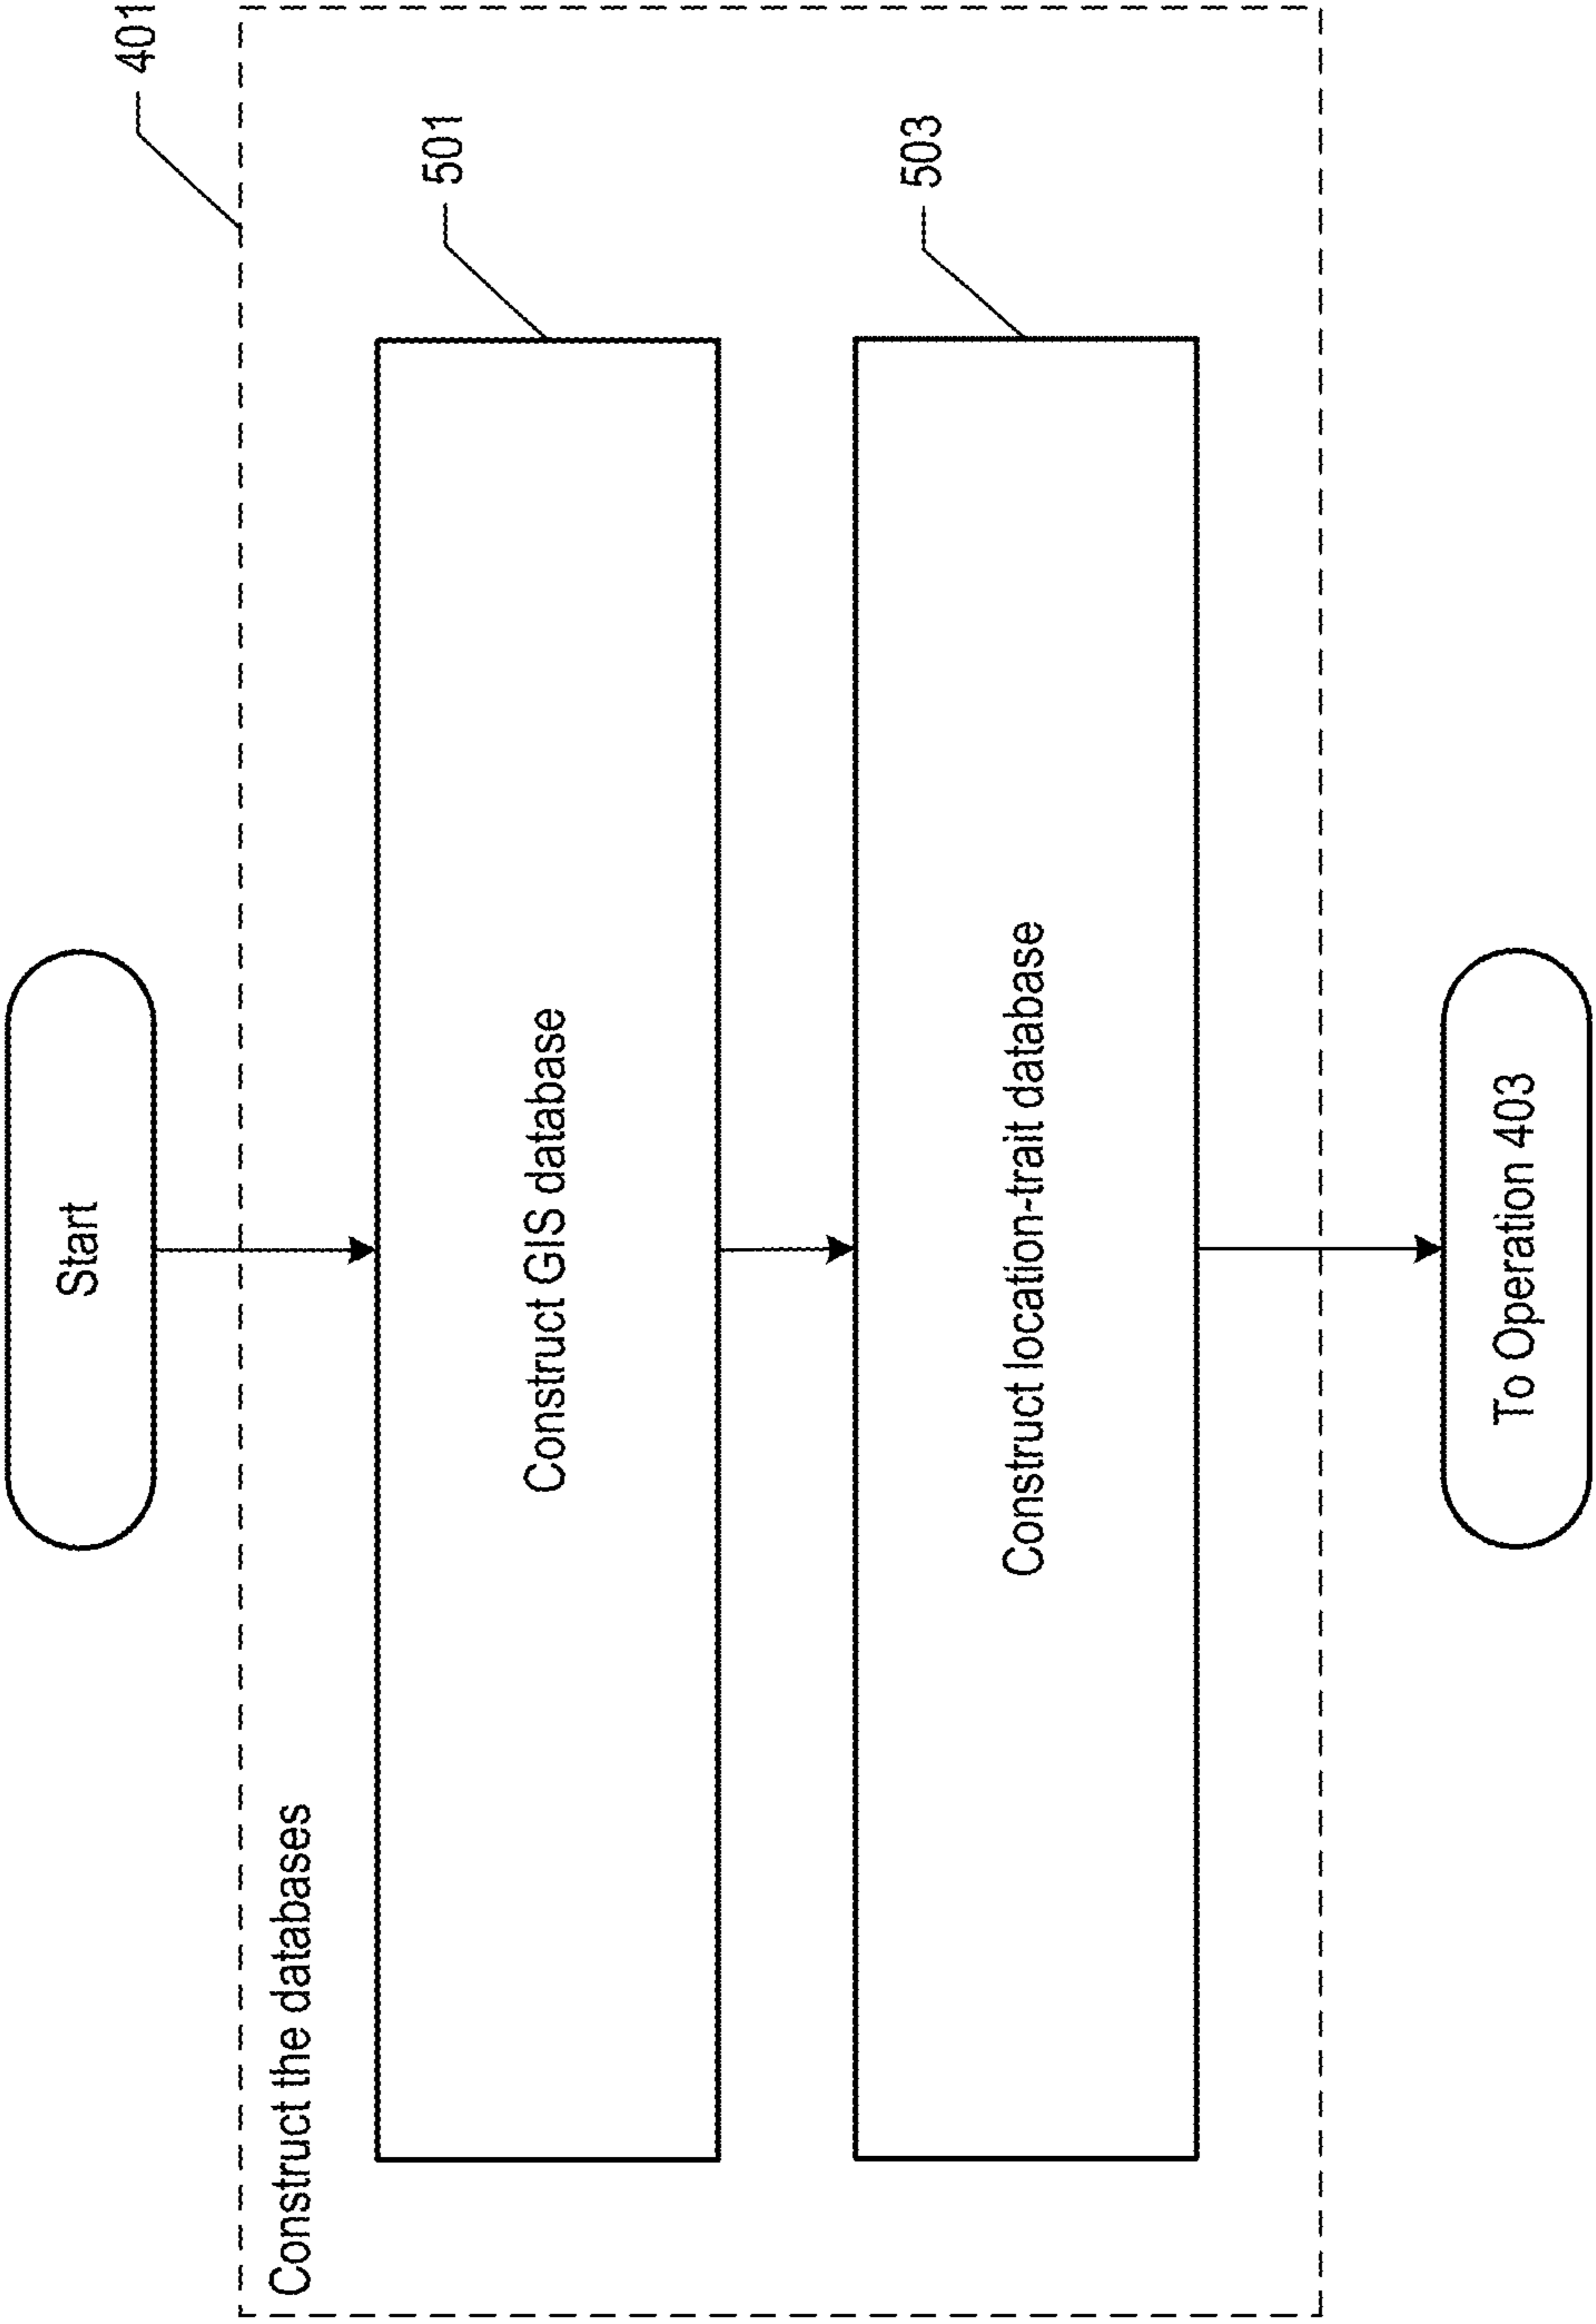 Start
401
Construct the databases
501
Construct GIS database
503
Construct location-trait database
To Operation 403